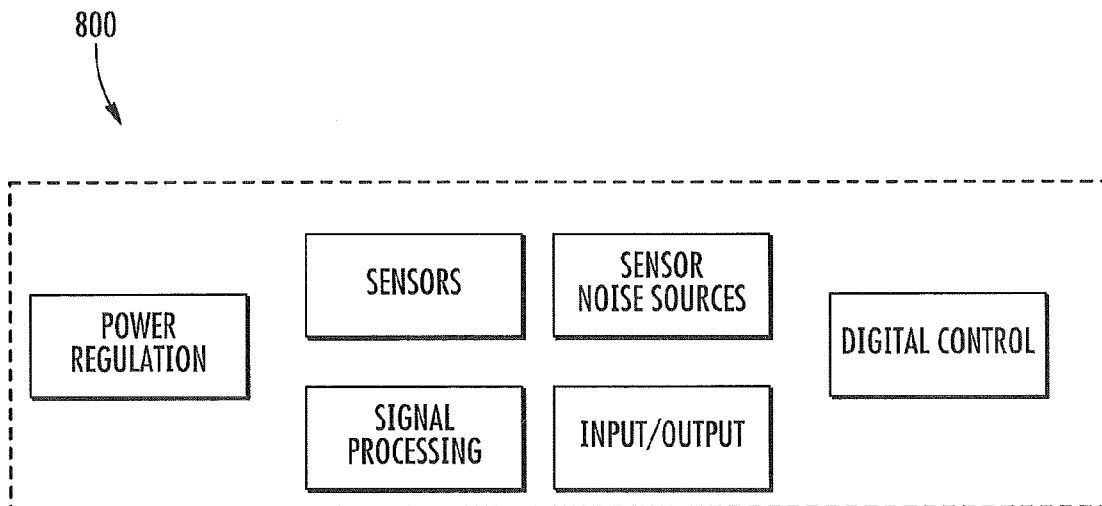 800
SENSORS
SENSOR
NOISE SOURCES
POWER
REGULATION
DIGITAL CONTROL
SIGNAL
PROCESSING
INPUT/OUTPUT